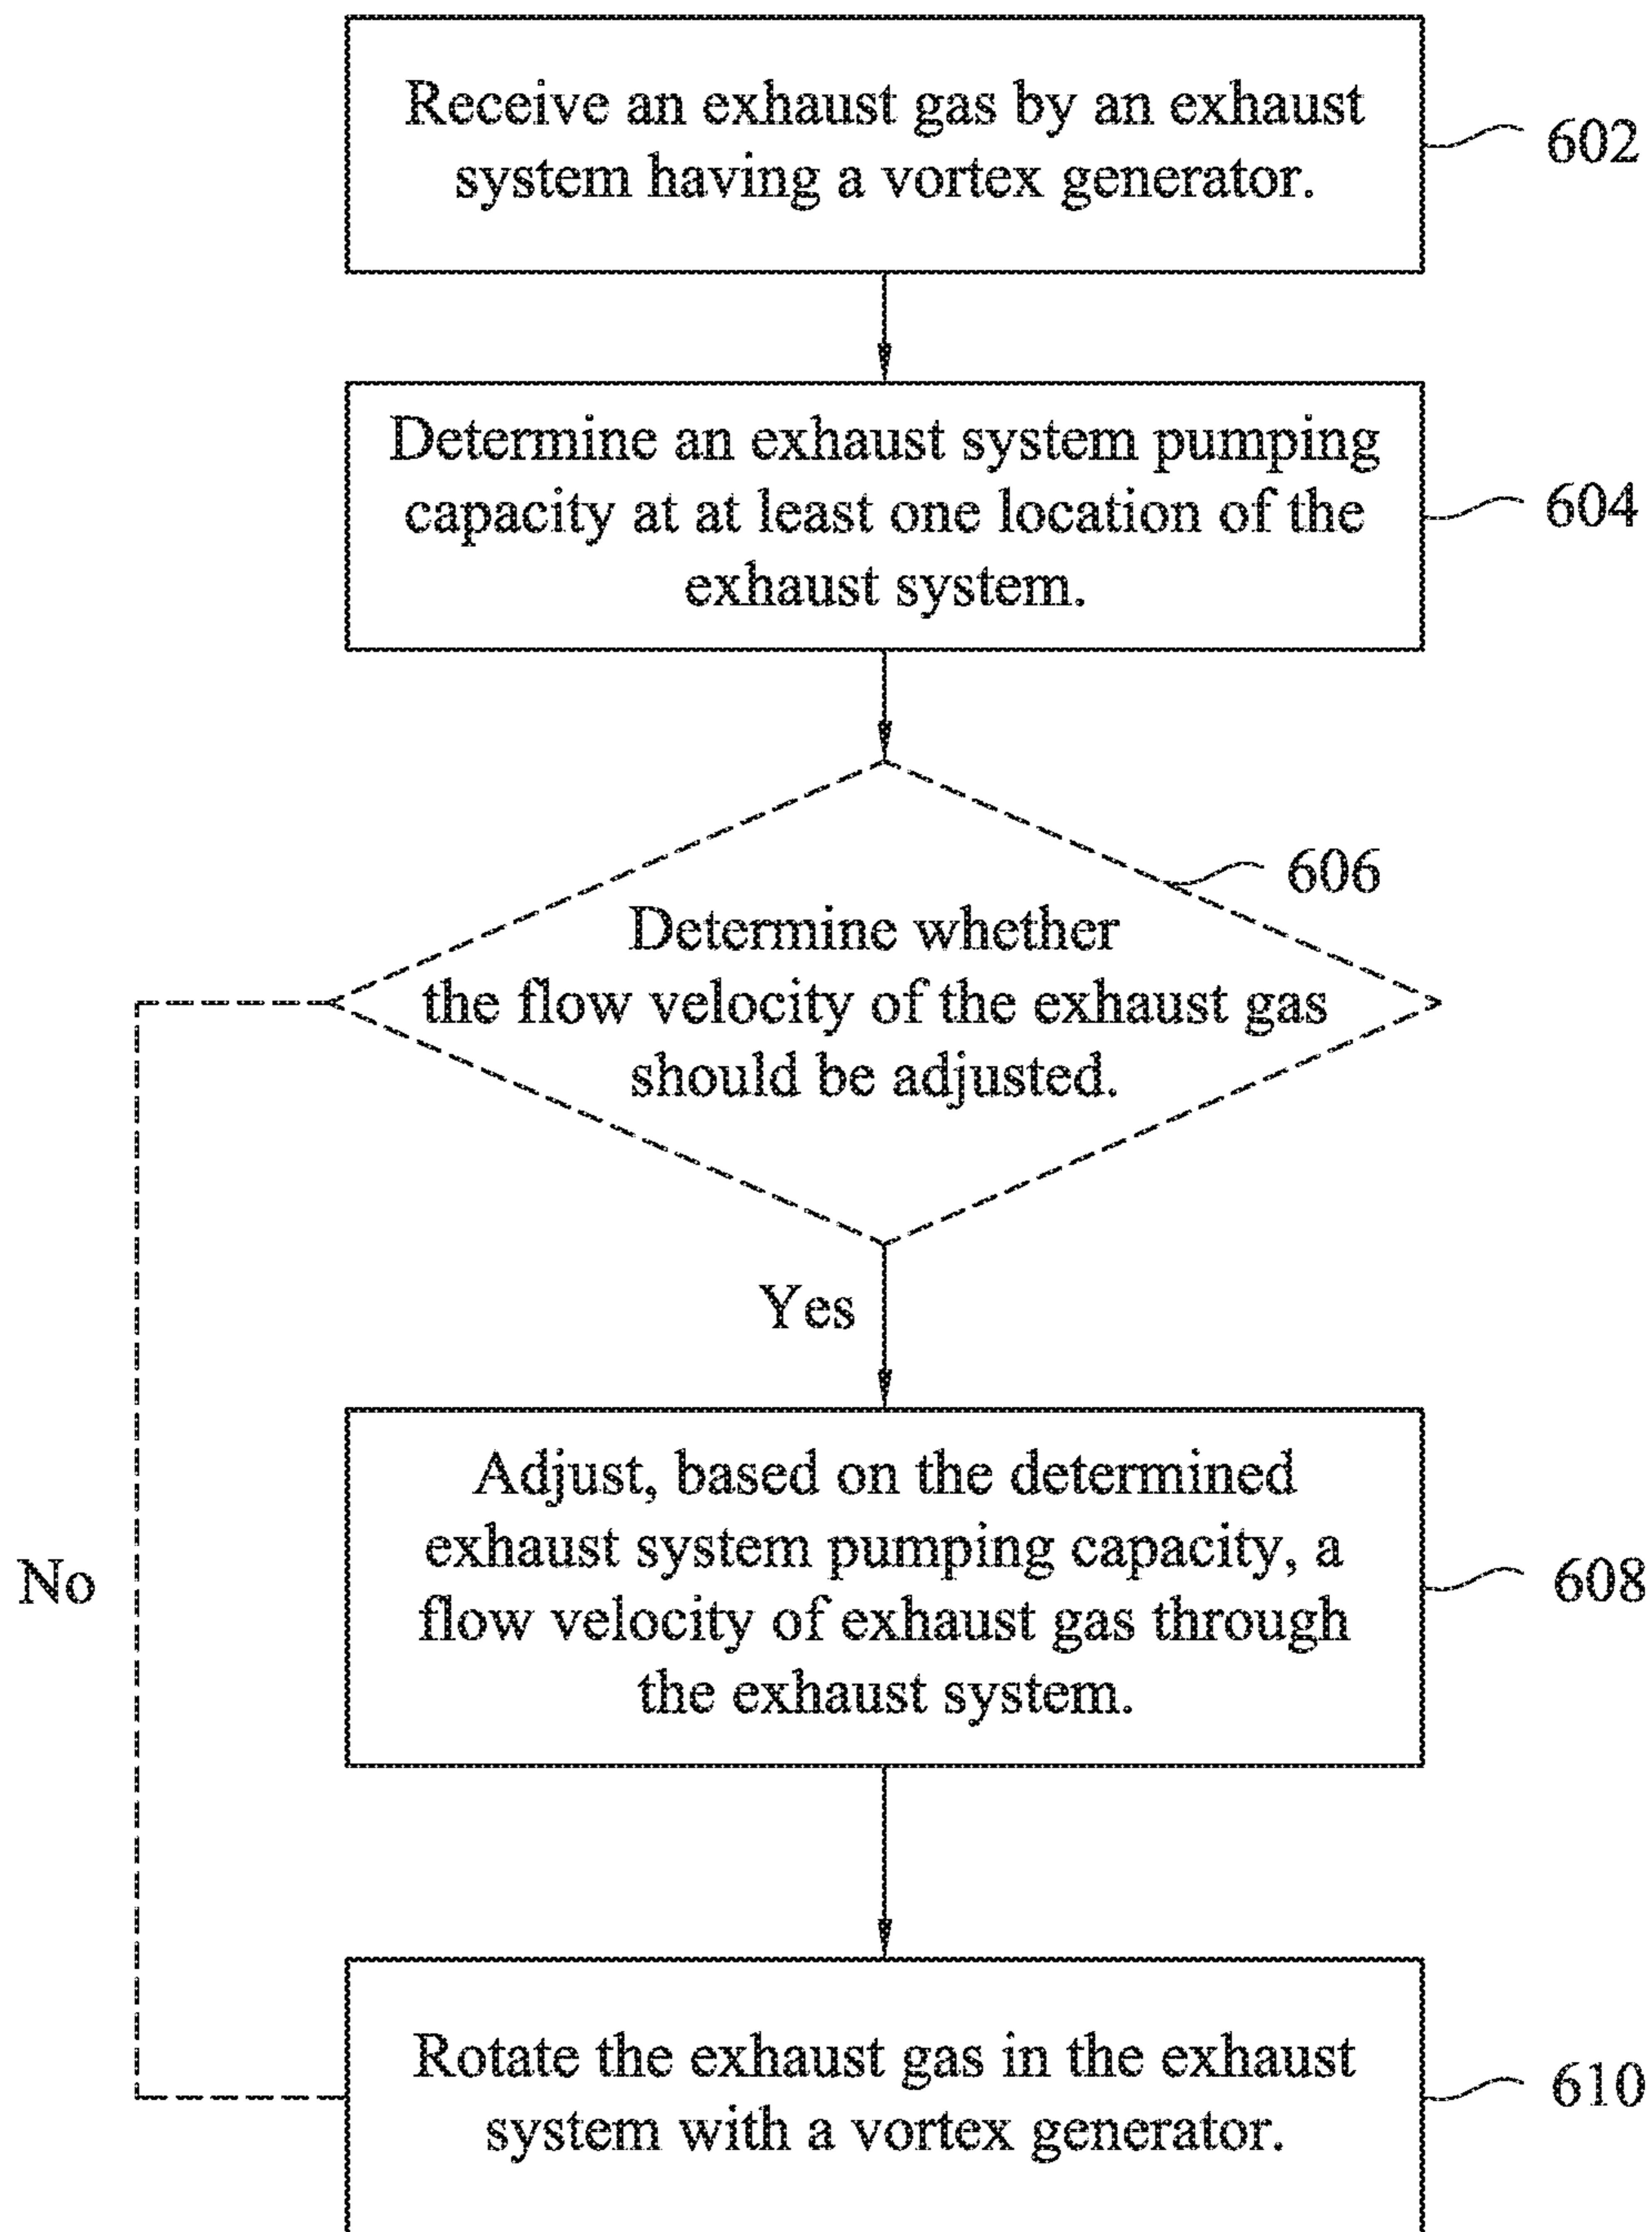 Receive an exhaust gas by an exhaust
system having a vortex generator.
602
Determine an exhaust system pumping
capacity at at least one location of the
exhaust system.
604
606
Determine whether
the flow velocity of the exhaust gas
should be adjusted.
Yes
No
Adjust, based on the determined
exhaust system pumping capacity, a
flow velocity of exhaust gas through
the exhaust system.
608
Rotate the exhaust gas in the exhaust
system with a vortex generator.
610